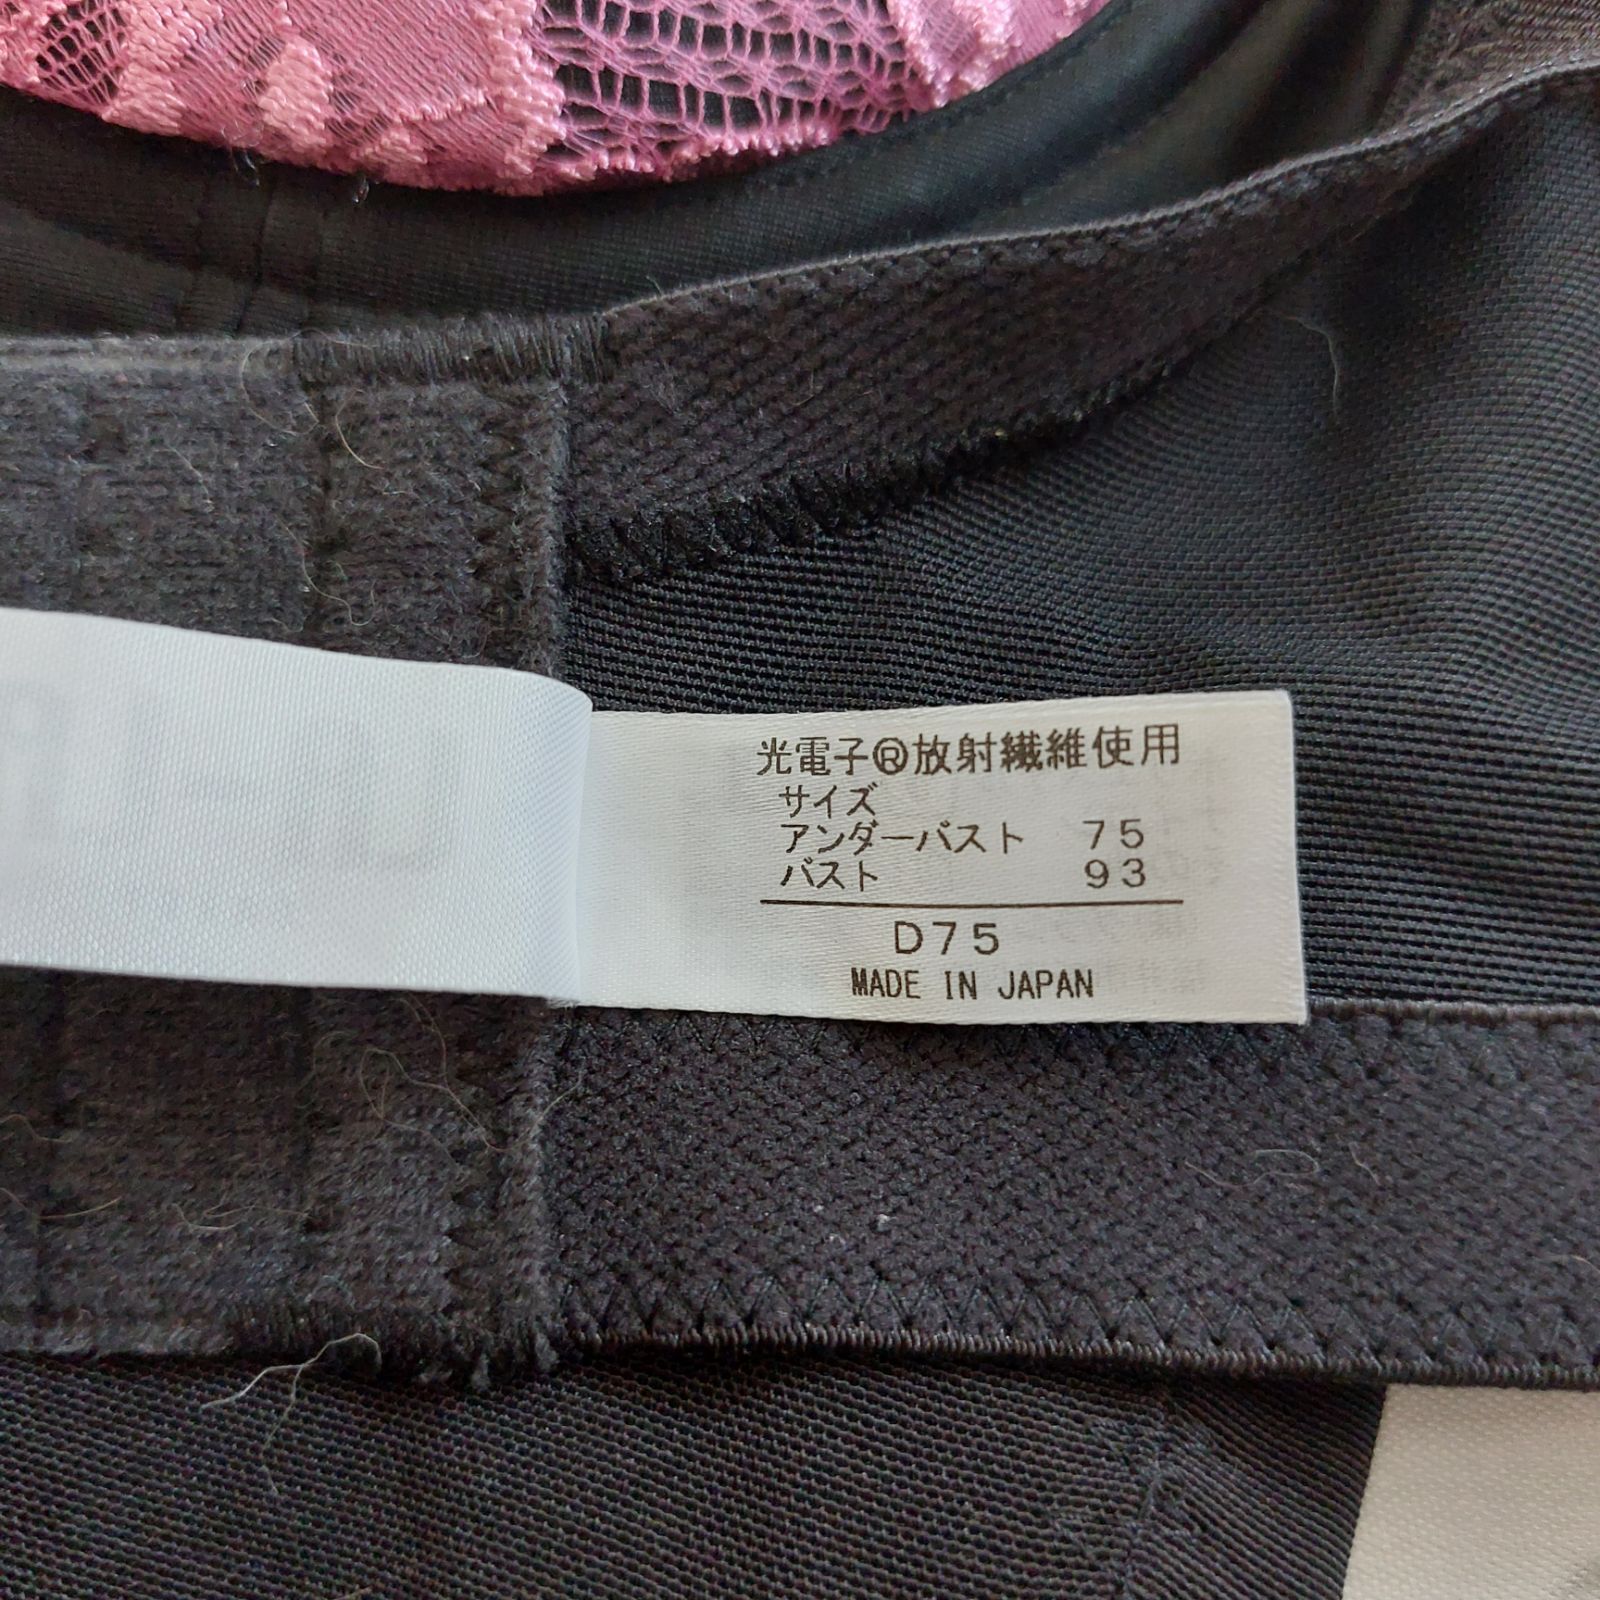 光電子®放射繊維使用
サイズ
アンダーバスト 75
バスト 93
D75
MADE IN JAPAN